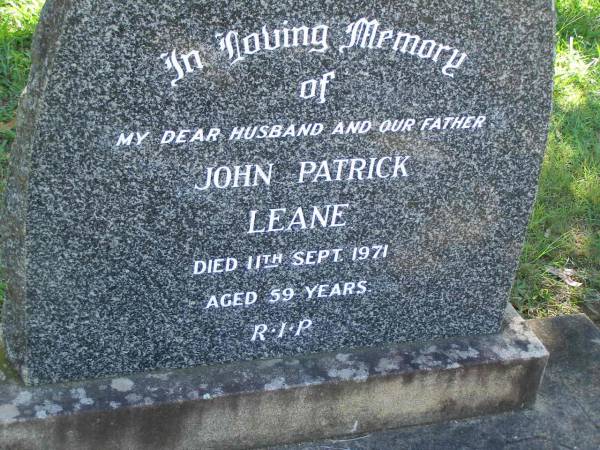 In Loving Memory
of
MY DEAR HUSBAND AND OUR FATHER
JOHN PATRICK
LEANE
DIED 11TH SEPT. 1971
AGED 59 YEARS.
R·I·P